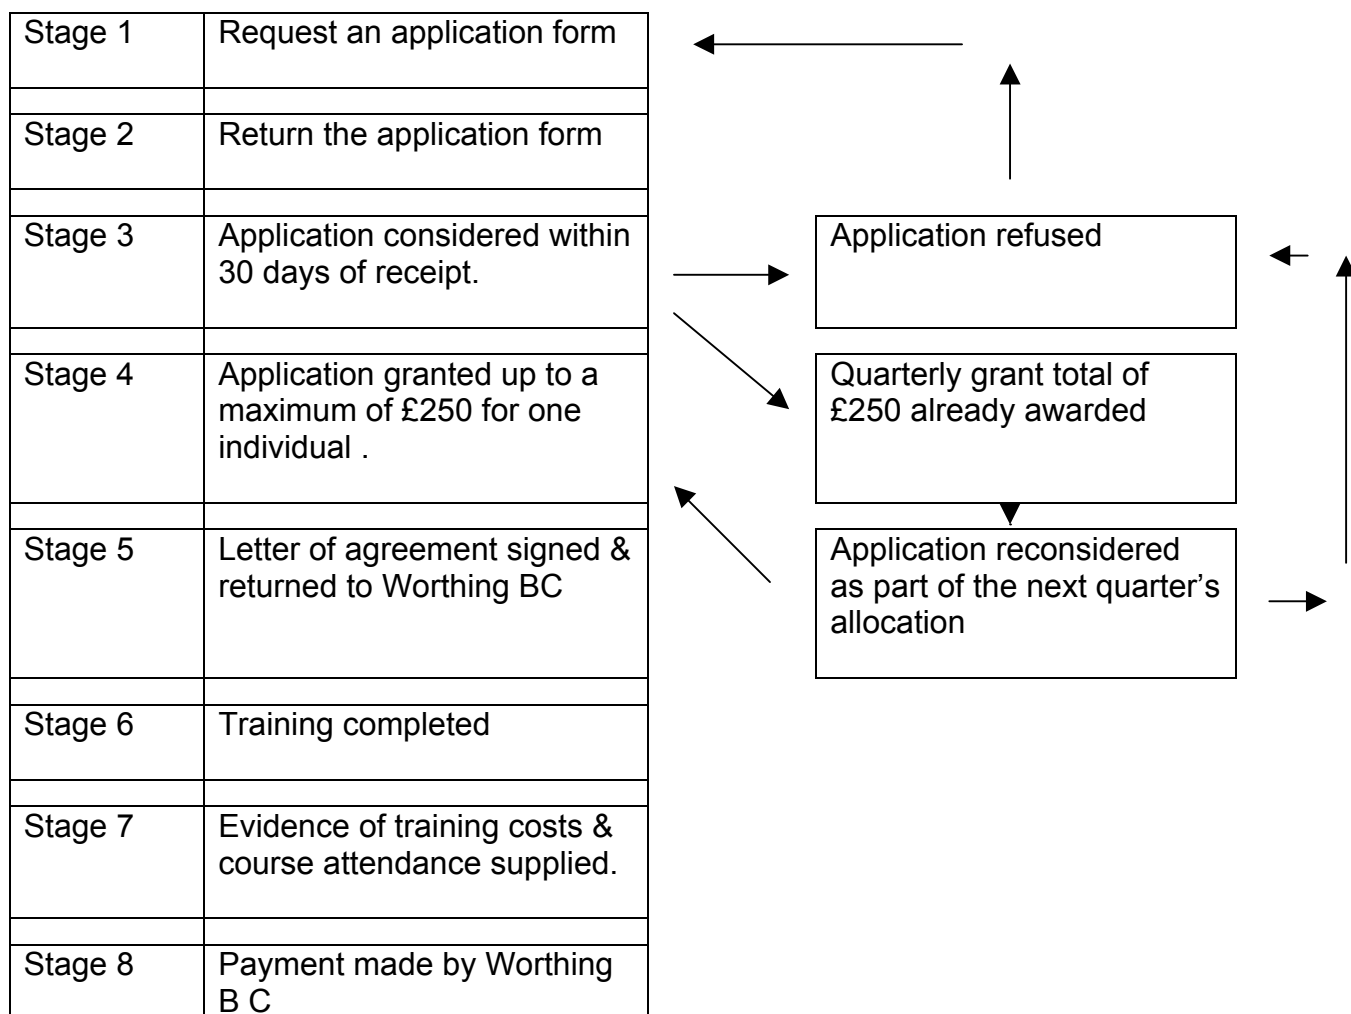 Stage 1 Request an application form
Stage 2 Return the application form
Stage 3 Application considered within
30 days of receipt.
Application refused
Stage 4 Application granted up to a
maximum of £250 for one
individual .
Quarterly grant total of
£250 already awarded
Stage 5 Letter of agreement signed &
returned to Worthing BC
Application reconsidered
as part of the next quarter’s
allocation
Stage 6 Training completed
Stage 7 Evidence of training costs &
course attendance supplied.
Stage 8 Payment made by Worthing
B C